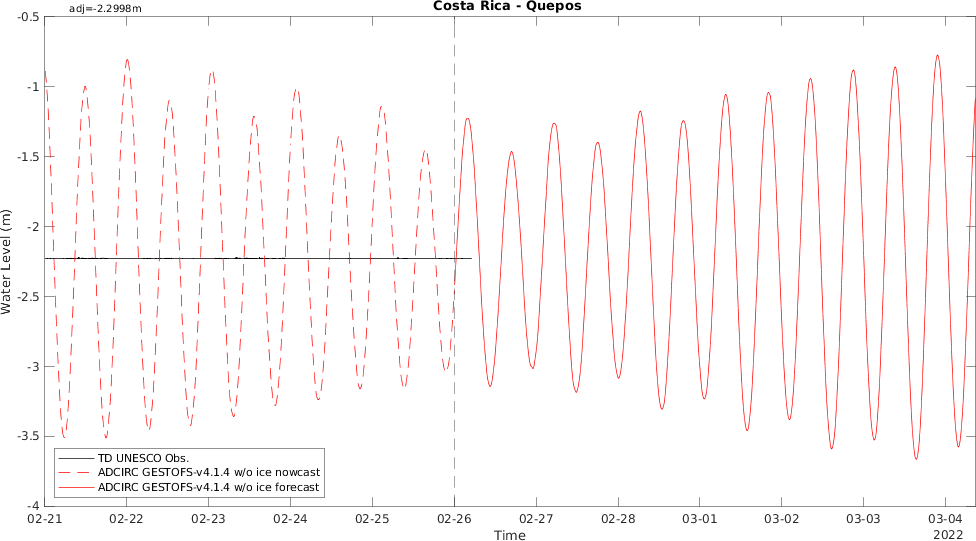 adj=-2.2998m
Costa Rica - Quepos
-0.5
-1
-1.5
-2
-2.5
-3
-3.5
-4
Water Level (m)
TD UNESCO Obs.
ADCIRC GESTOFS-v4.1.4 w/o ice nowcast
ADCIRC GESTOFS-v4.1.4 w/o ice forecast
02-21 02-22 02-23 02-24 02-25 02-26 02-27 02-28 03-01 03-02 03-03 03-04
Time
2022